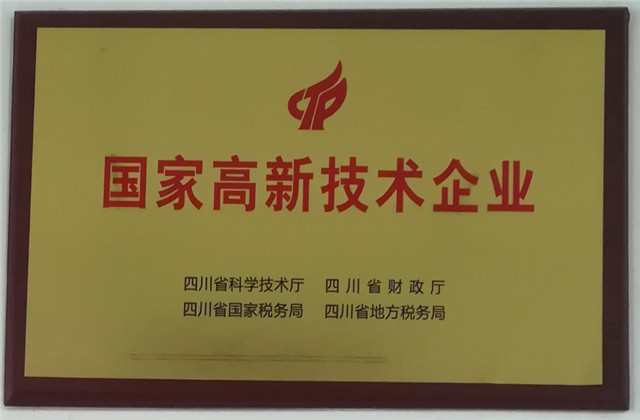 国家高新技术企业
四川省科学技术厅 四川省财政厅
四川省国家税务局 四川省地方税务局